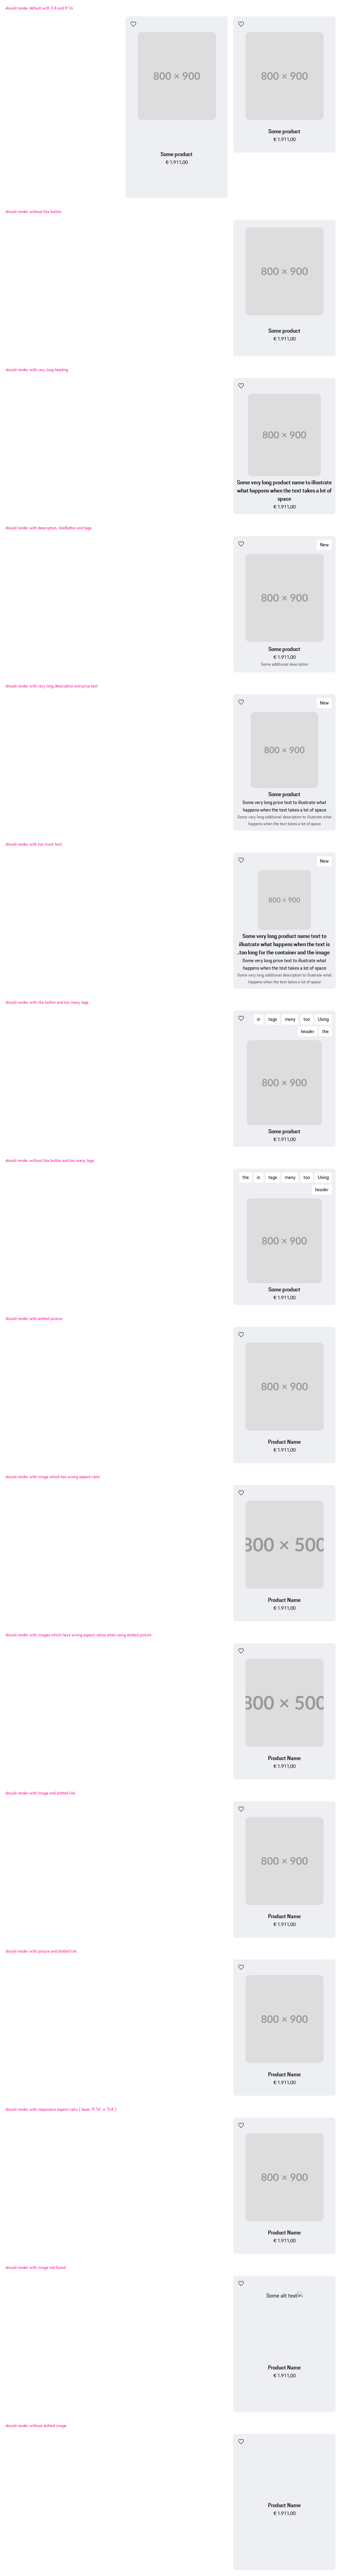 should render default with 3:4 and 9:16
800 × 900
800 × 900
Some product
€ 1.911,00
Some product
€ 1.911,00
should render without like button
800 × 900
Some product
€ 1.911,00
should render with very long heading
800 × 900
Some very long product name to illustrate
what happens when the text takes a lot of
space
€ 1.911,00
should render with description, likeButton and tags
New
800 × 900
Some product
€ 1.911,00
Some additional description
should render with very long description and price text
New
800 × 900
Some product
Some very long price text to illustrate what
happens when the text takes a lot of space
Some very long additional description to illustrate what
happens when the text takes a lot of space
should render with too much text
New
800 × 900
Some very long product name text to
illustrate what happens when the text is
..too long for the container and the image
Some very long price text to illustrate what
happens when the text takes a lot of space
Some very long additional description to illustrate what
happens when the text takes a lot of space
should render with like button and too many tags
in tags many too Using
header the
800 × 900
Some product
€ 1.911,00
should render without like button and too many tags
the in tags many too Using
header
800 × 900
Some product
€ 1.911,00
should render with slotted picture
800 × 900
Product Name
€ 1.911,00
should render with image which has wrong aspect-ratio
800 × 500
Product Name
€ 1.911,00
should render with images which have wrong aspect-ratios when using slotted picture
800 × 500
Product Name
€ 1.911,00
should render with image and slotted link
800 × 900
Product Name
€ 1.911,00
should render with picture and slotted link
800 × 900
Product Name
€ 1.911,00
should render with responsive aspect-ratio { base: '9:16', s: '3:4' }
800 × 900
Product Name
€ 1.911,00
should render with image not found
Some alt text
Product Name
€ 1.911,00
should render without slotted image
Product Name
€ 1.911,00